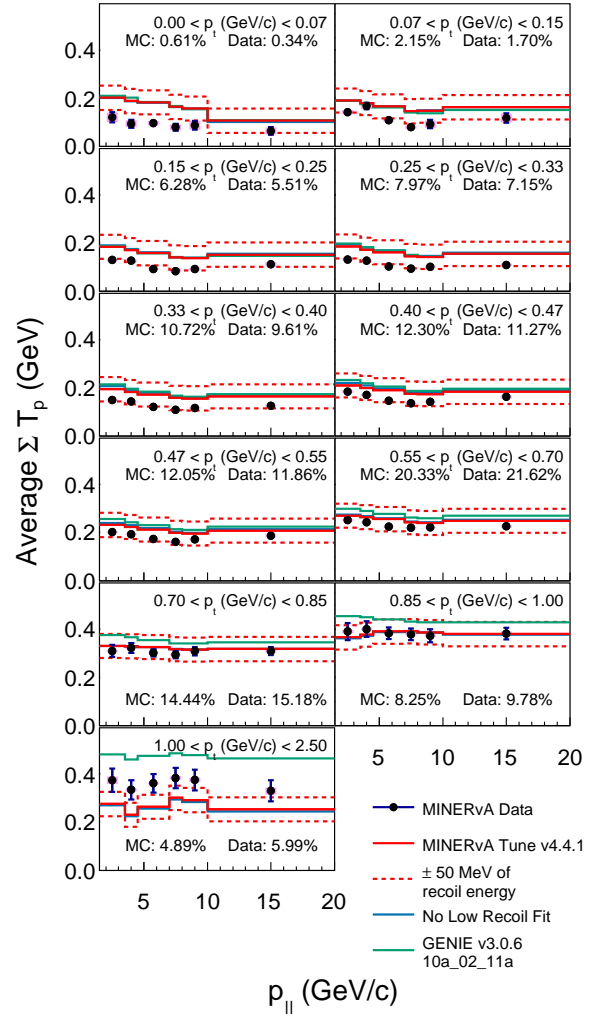 0.00 < p_t (GeV/c) < 0.07
MC: 0.61% Data: 0.34%
0.07 < p_t (GeV/c) < 0.15
MC: 2.15% Data: 1.70%
0.4
0.2
0.0
0.15 < p_t (GeV/c) < 0.25
MC: 6.28% Data: 5.51%
0.25 < p_t (GeV/c) < 0.33
MC: 7.97% Data: 7.15%
0.4
0.2
0.0
0.33 < p_t (GeV/c) < 0.40
MC: 10.72% Data: 9.61%
0.40 < p_t (GeV/c) < 0.47
MC: 12.30% Data: 11.27%
0.4
0.2
0.0
Average Σ T_p (GeV)
0.47 < p_t (GeV/c) < 0.55
MC: 12.05% Data: 11.86%
0.55 < p_t (GeV/c) < 0.70
MC: 20.33% Data: 21.62%
0.4
0.2
0.0
0.70 < p_t (GeV/c) < 0.85
MC: 14.44% Data: 15.18%
0.85 < p_t (GeV/c) < 1.00
MC: 8.25% Data: 9.78%
0.4
0.2
0.0
5 10 15 20
1.00 < p_t (GeV/c) < 2.50
MC: 4.89% Data: 5.99%
0.4
0.2
0.0
5 10 15 20
MINERvA Data
MINERvA Tune v4.4.1
± 50 MeV of
recoil energy
No Low Recoil Fit
GENIE v3.0.6
10a_02_11a
p_|| (GeV/c)